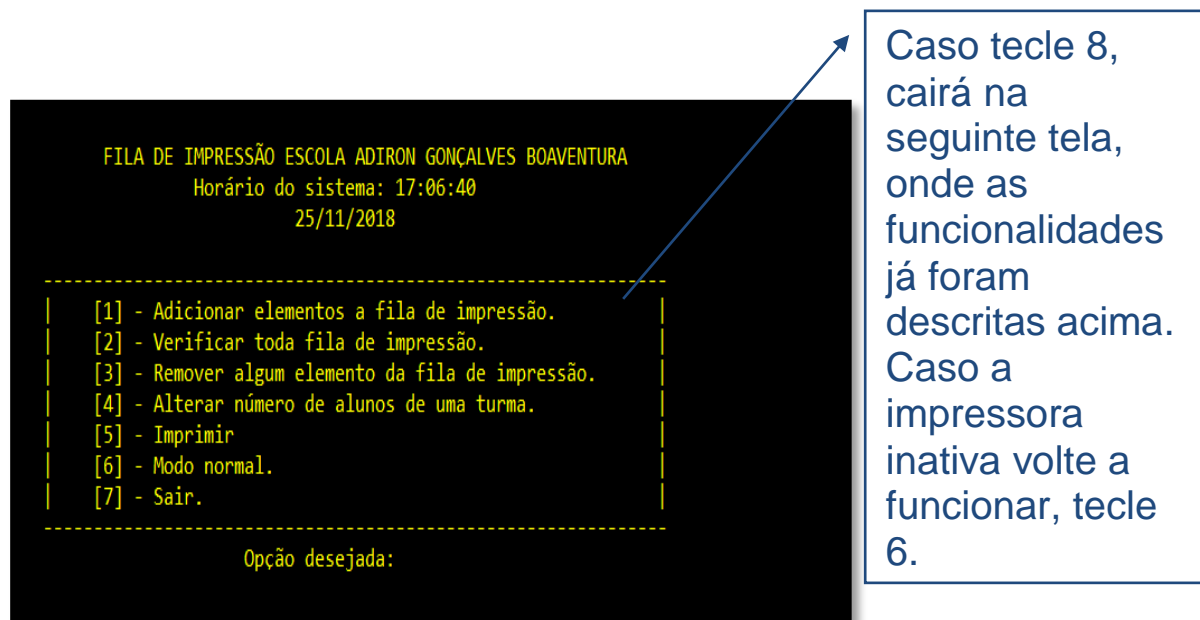 FILA DE IMPRESSÃO ESCOLA ADIRON GONÇALVES BOAVENTURA
Horário do sistema: 17:06:40
25/11/2018
[1] - Adicionar elementos a fila de impressão.
[2] - Verificar toda fila de impressão.
[3] - Remover algum elemento da fila de impressão.
[4] - Alterar número de alunos de uma turma.
[5] - Imprimir
[6] - Modo normal.
[7] - Sair.
Opção desejada:
Caso tecle 8,
cairá na
seguinte tela,
onde as
funcionalidades
já foram
descritas acima.
Caso a
impressora
inativa volte a
funcionar, tecle
6.